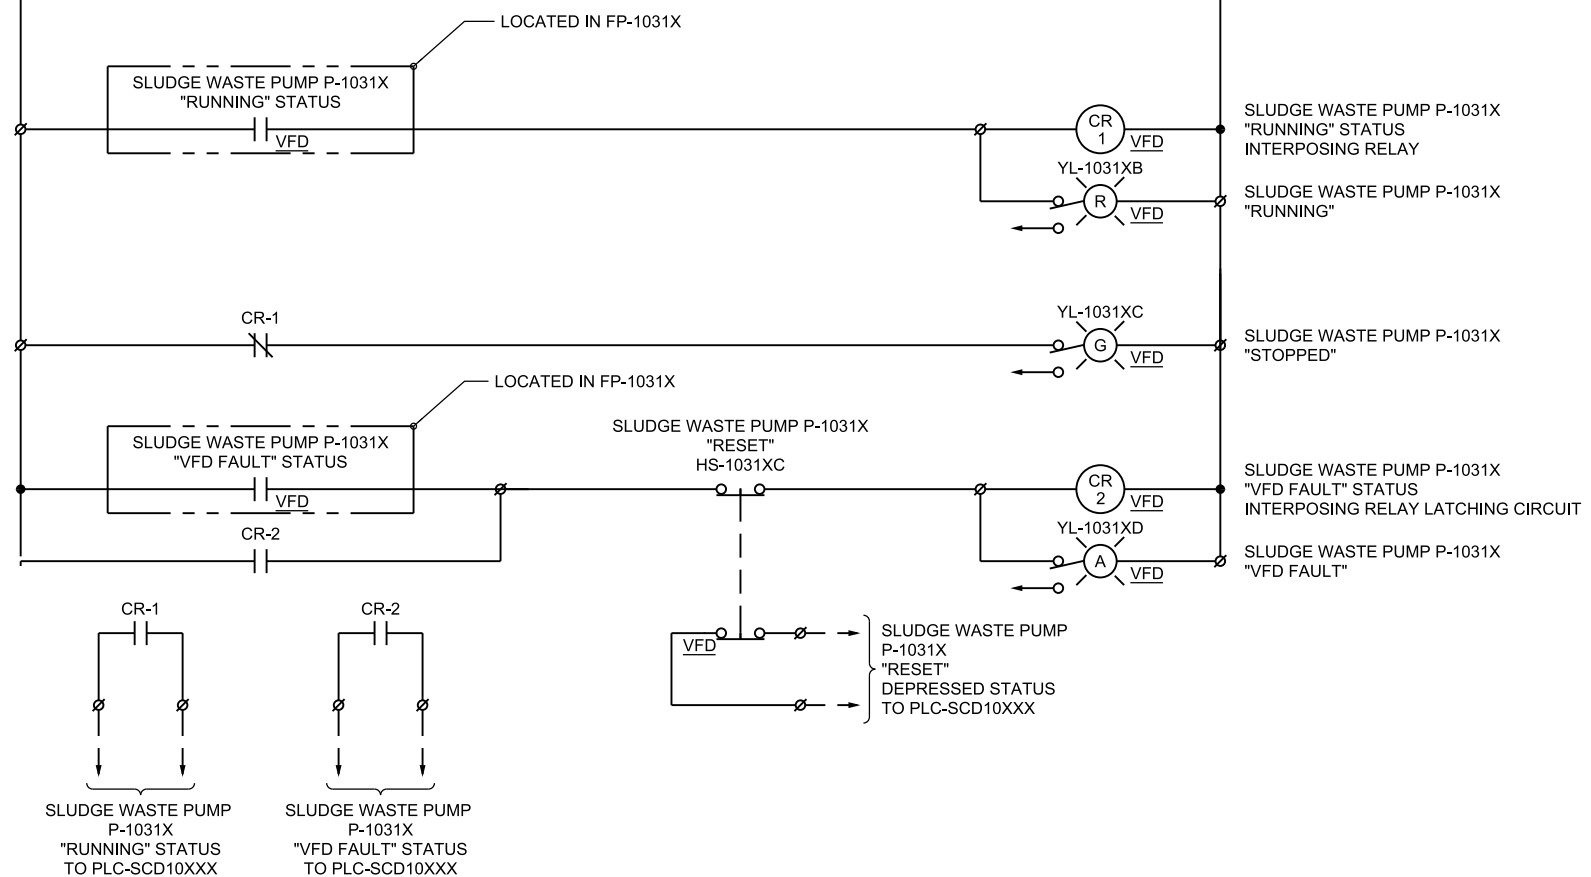 LOCATED IN FP-1031X
SLUDGE WASTE PUMP P-1031X
"RUNNING" STATUS
VFD
CR
1
VFD
SLUDGE WASTE PUMP P-1031X
"RUNNING" STATUS
INTERPOSING RELAY
YL-1031XB
R
VFD
SLUDGE WASTE PUMP P-1031X
"RUNNING"
CR-1
YL-1031XC
G
VFD
SLUDGE WASTE PUMP P-1031X
"STOPPED"
LOCATED IN FP-1031X
SLUDGE WASTE PUMP P-1031X
"VFD FAULT" STATUS
VFD
SLUDGE WASTE PUMP P-1031X
"RESET"
HS-1031XC
CR
2
VFD
SLUDGE WASTE PUMP P-1031X
"VFD FAULT" STATUS
INTERPOSING RELAY LATCHING CIRCUIT
CR-2
YL-1031XD
A
VFD
SLUDGE WASTE PUMP P-1031X
"VFD FAULT"
CR-1
CR-2
VFD
SLUDGE WASTE PUMP
P-1031X
"RESET"
DEPRESSED STATUS
TO PLC-SCD10XXX
SLUDGE WASTE PUMP
P-1031X
"RUNNING" STATUS
TO PLC-SCD10XXX
SLUDGE WASTE PUMP
P-1031X
"VFD FAULT" STATUS
TO PLC-SCD10XXX